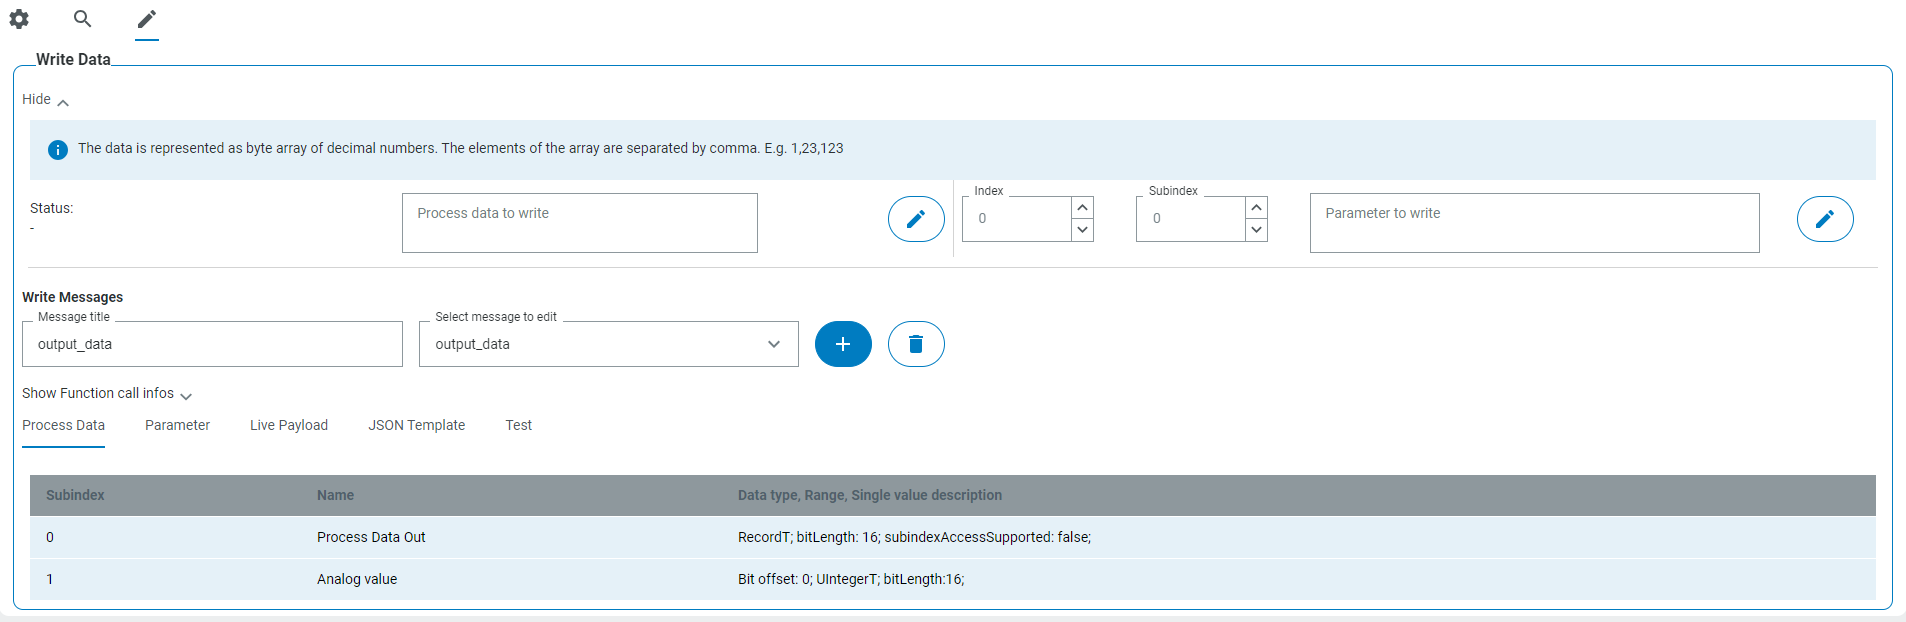 Write Data
Hide
The data is represented as byte array of decimal numbers. The elements of the array are separated by comma. E.g. 1,23,123
Status:
-
Process data to write
Index
0
Subindex
0
Parameter to write
Write Messages
Message title
output_data
Select message to edit
output_data
Show Function call infos
Process Data Parameter Live Payload JSON Template Test
Subindex Name Data type, Range, Single value description
0 Process Data Out RecordT; bitLength: 16; subindexAccessSupported: false;
1 Analog value Bit offset: 0; UIntegerT; bitLength:16;